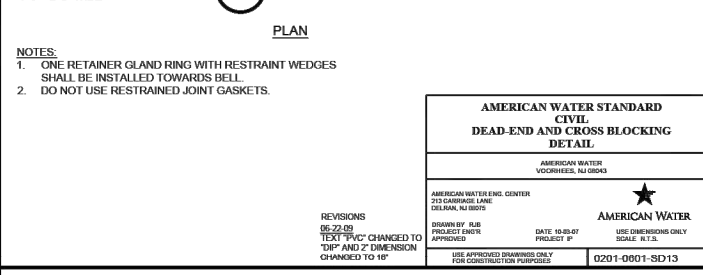 PLAN
NOTES:
1. ONE RETAINER GLAND RING WITH RESTRAINT WEDGES
SHALL BE INSTALLED TOWARDS BELL.
2. DO NOT USE RESTRAINED JOINT GASKETS.
REVISIONS
06-22-09
TEXT "PVC" CHANGED TO
"DIP" AND 2" DIMENSION
CHANGED TO 18"
AMERICAN WATER STANDARD
CIVIL
DEAD-END AND CROSS BLOCKING
DETAIL
AMERICAN WATER
VOORHEES, NJ 08043
AMERICAN WATER ENG. CENTER
213 CARRIAGE LANE
DELRAN, NJ 08075
AMERICAN WATER
DRAWN BY RJB
PROJECT ENG'R DATE 10-03-07 USE DIMENSIONS ONLY
APPROVED PROJECT IP SCALE N.T.S.
USE APPROVED DRAWINGS ONLY
FOR CONSTRUCTION PURPOSES
0201-0601-SD13